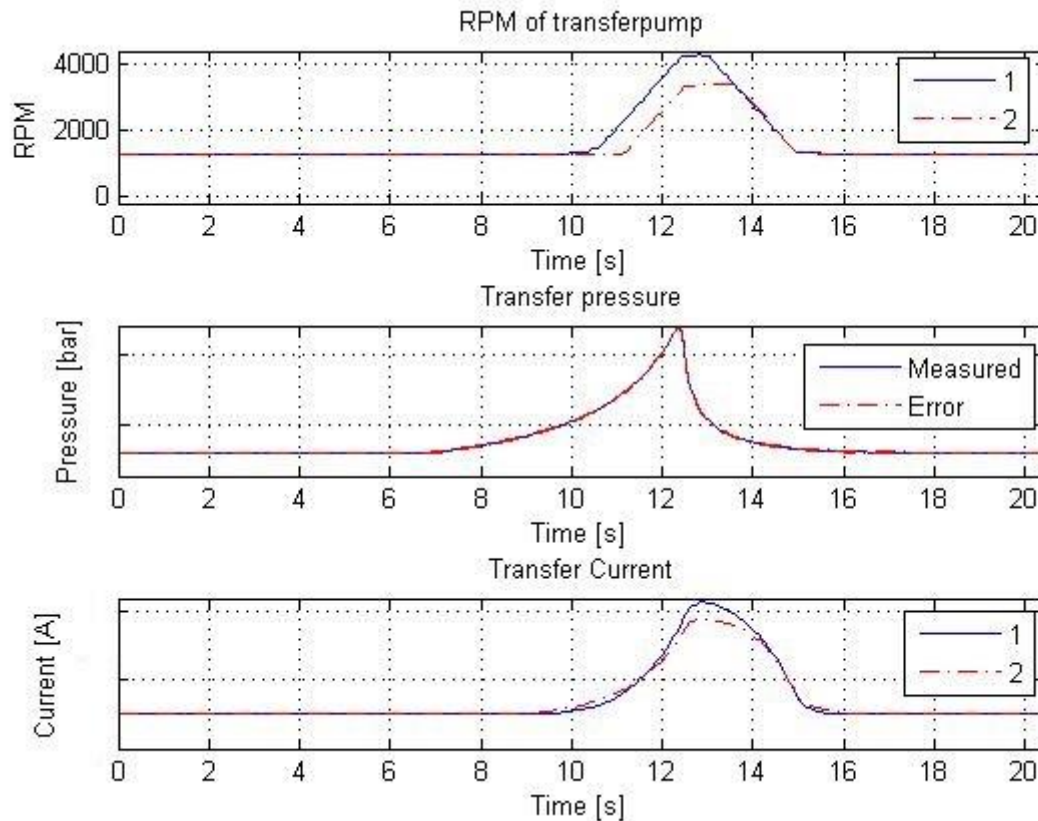 RPM of transferpump
4000
2000
0
RPM
1
2
0 2 4 6 8 10 12 14 16 18 20
Time [s]
Transfer pressure
Pressure [bar]
Measured
Error
0 2 4 6 8 10 12 14 16 18 20
Time [s]
Transfer Current
Current [A]
1
2
0 2 4 6 8 10 12 14 16 18 20
Time [s]